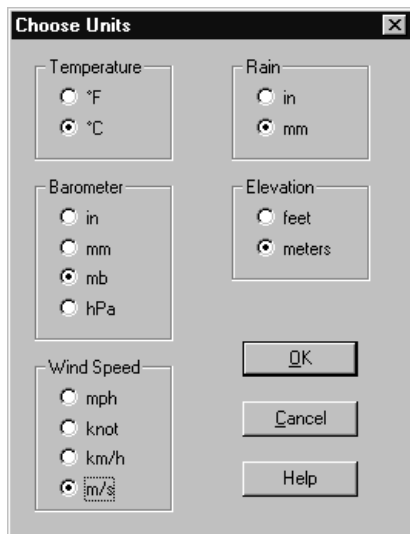 Choose Units
Temperature
°F
°C
Rain
in
mm
Barometer
in
mm
mb
hPa
Elevation
feet
meters
Wind Speed
mph
knot
km/h
m/s
OK
Cancel
Help